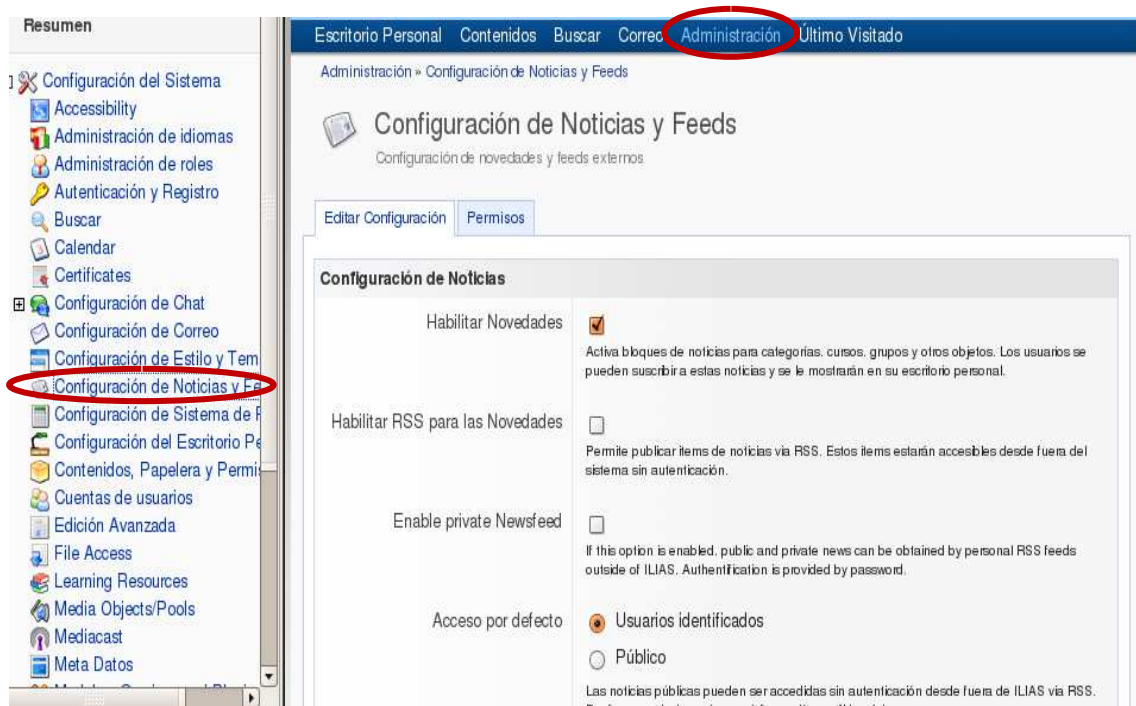 Resumen
Configuración del Sistema
Accessibility
Administración de idiomas
Administración de roles
Autenticación y Registro
Buscar
Calendar
Certificates
Configuración de Chat
Configuración de Correo
Configuración de Estilo y Tem
Configuración de Noticias y Fe
Configuración de Sistema de
Configuración del Escritorio Pe
Contenidos, Papelera y Permi
Cuentas de usuarios
Edición Avanzada
File Access
Learning Resources
Media Objects/Pools
Mediacast
Meta Datos
Escritorio Personal Contenidos Buscar Correo Administración Último Visitado
Administración » Configuración de Noticias y Feeds
Configuración de Noticias y Feeds
Configuración de novedades y feeds externos
Editar Configuración Permisos
Configuración de Noticias
Habilitar Novedades
Activa bloques de noticias para categorías, cursos, grupos y otros objetos. Los usuarios se
pueden suscribir a estas noticias y se le mostrarán en su escritorio personal.
Habilitar RSS para las Novedades
Permite publicar items de noticias via RSS. Estos items estarán accesibles desde fuera del
sistema sin autenticación.
Enable private Newsfeed
If this option is enabled, public and private news can be obtained by personal RSS feeds
outside of ILIAS. Authentification is provided by password.
Acceso por defecto
Usuarios identificados
Público
Las noticias públicas pueden ser accedidas sin autenticación desde fuera de ILIAS via RSS.